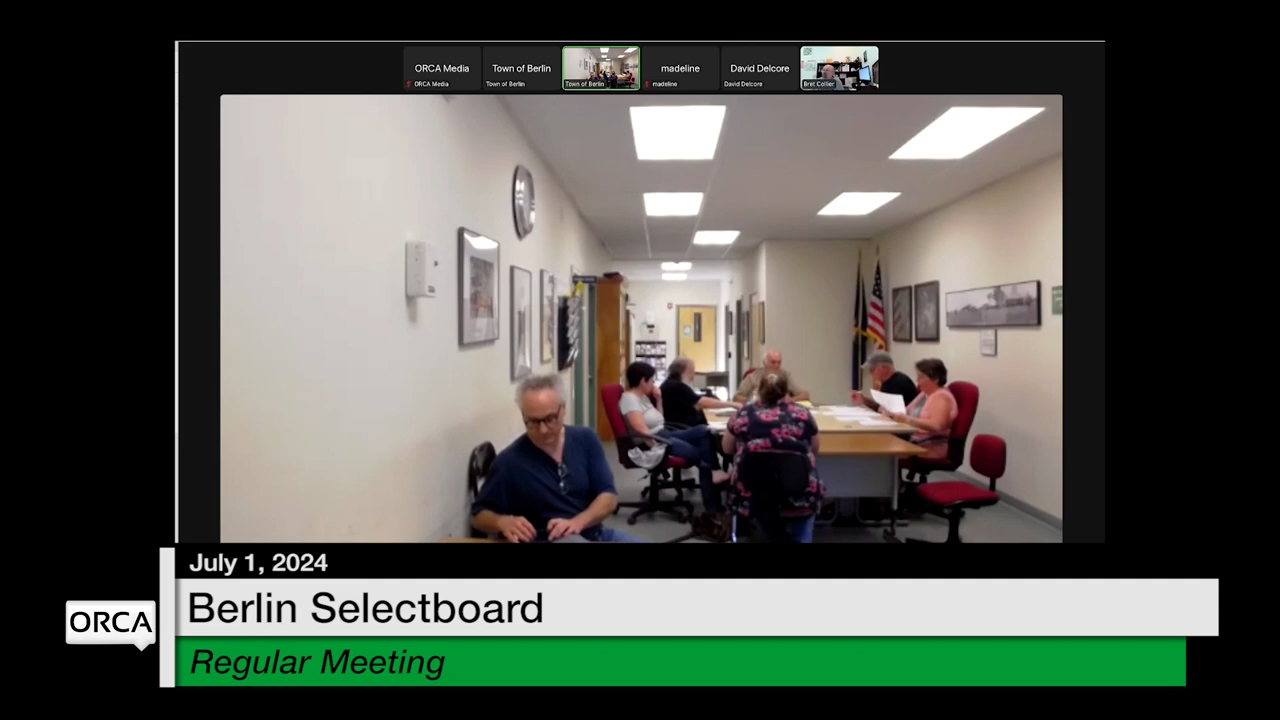 ORCA Media
Town of Berlin
madeline
David Delcore
ORCA Media
Town of Berlin
Town of Berlin
madeline
David Delcore
Bret Collier
July 1, 2024
Berlin Selectboard
ORCA
Regular Meeting